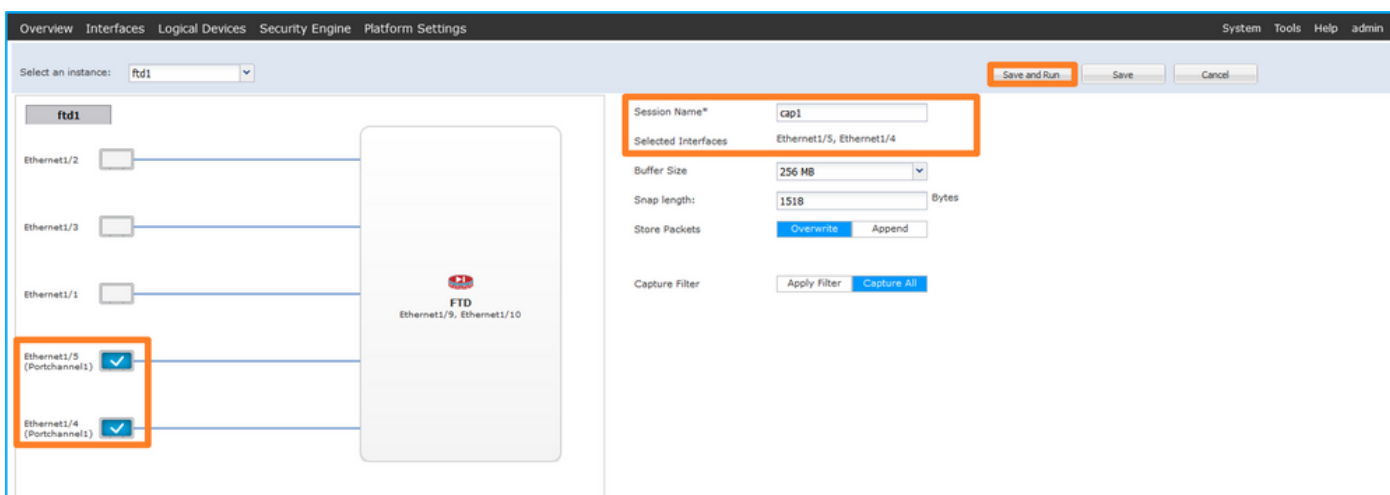 Overview Interfaces Logical Devices Security Engine Platform Settings System Tools Help admin
Select an instance: ftd1 Save and Run Save Cancel
ftd1
Ethernet1/2
Ethernet1/3
Ethernet1/1
Ethernet1/5
(Portchannel1)
Ethernet1/4
(Portchannel1)
FTD
Ethernet1/9, Ethernet1/10
Session Name* cap1
Selected Interfaces Ethernet1/5, Ethernet1/4
Buffer Size 256 MB
Snap length: 1518 Bytes
Store Packets Overwrite Append
Capture Filter Apply Filter Capture All